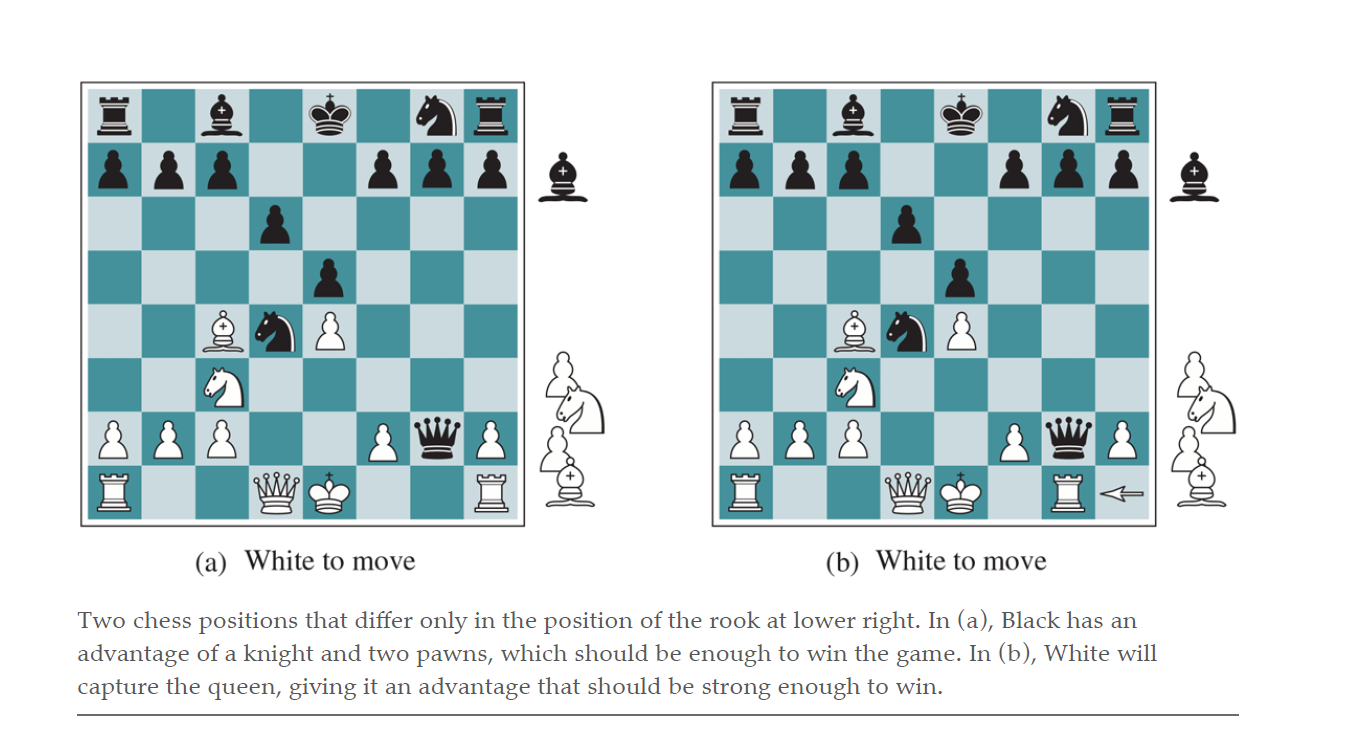 (a) White to move
(b) White to move
Two chess positions that differ only in the position of the rook at lower right. In (a), Black has an
advantage of a knight and two pawns, which should be enough to win the game. In (b), White will
capture the queen, giving it an advantage that should be strong enough to win.